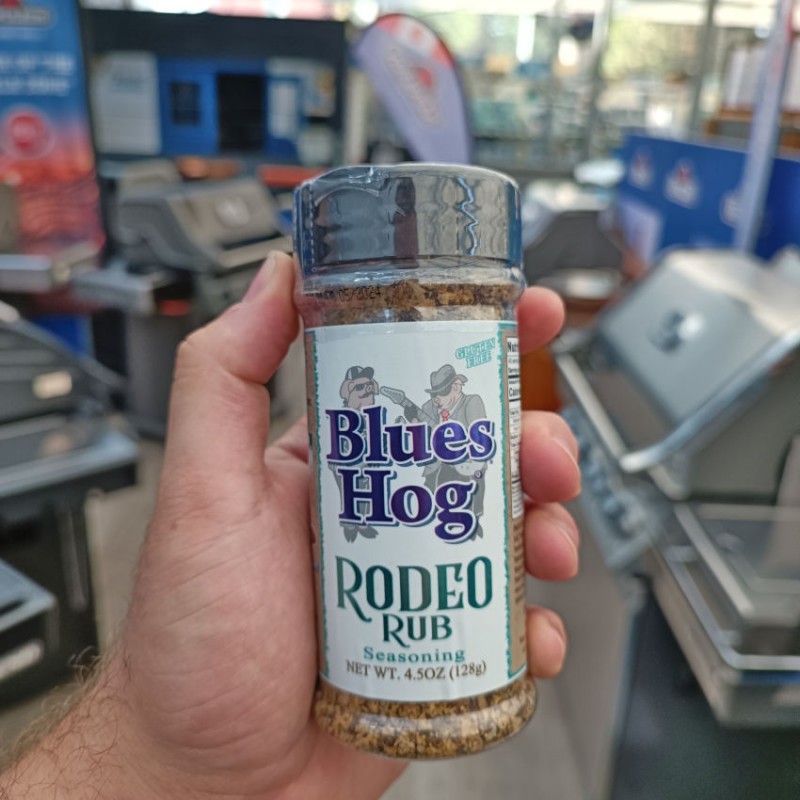 GLUTEN
FREE
Blues
Hog
RODEO
RUB
Seasoning
NET WT. 4.5OZ (128g)